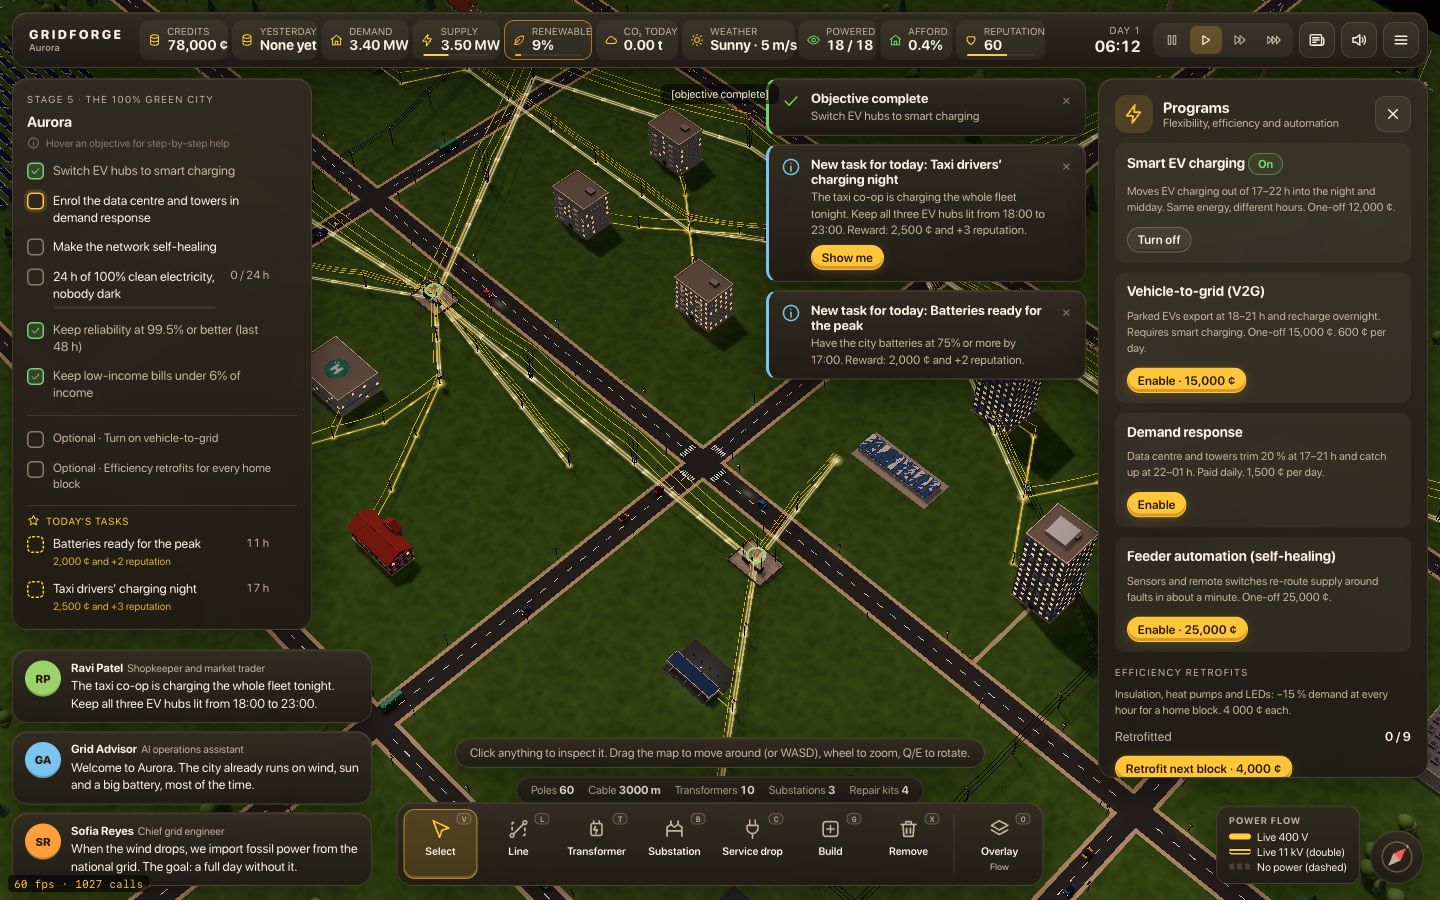 GRIDFORGE
Aurora
CREDITS
78,000 ¢
YESTERDAY
None yet
DEMAND
3.40 MW
SUPPLY
3.50 MW
RENEWABLE
9%
CO₂ TODAY
0.00 t
WEATHER
Sunny · 5 m/s
POWERED
18 / 18
AFFORD.
0.4%
REPUTATION
60
DAY 1
06:12
STAGE 5 · THE 100% GREEN CITY
Aurora
Hover an objective for step-by-step help
Switch EV hubs to smart charging
Enrol the data centre and towers in
demand response
Make the network self-healing
24 h of 100% clean electricity,
nobody dark
0 / 24 h
Keep reliability at 99.5% or better (last
48 h)
Keep low-income bills under 6% of
income
Optional · Turn on vehicle-to-grid
Optional · Efficiency retrofits for every home
block
TODAY'S TASKS
Batteries ready for the peak
11 h
2,000 ¢ and +2 reputation
Taxi drivers' charging night
17 h
2,500 ¢ and +3 reputation
RP
Ravi Patel Shopkeeper and market trader
The taxi co-op is charging the whole fleet tonight.
Keep all three EV hubs lit from 18:00 to 23:00.
GA
Grid Advisor AI operations assistant
Welcome to Aurora. The city already runs on wind, sun
and a big battery, most of the time.
SR
Sofia Reyes Chief grid engineer
When the wind drops, we import fossil power from the
national grid. The goal: a full day without it.
60 fps · 1027 calls
[objective complete]
Objective complete
Switch EV hubs to smart charging
New task for today: Taxi drivers'
charging night
The taxi co-op is charging the whole fleet
tonight. Keep all three EV hubs lit from 18:00 to
23:00. Reward: 2,500 ¢ and +3 reputation.
Show me
New task for today: Batteries ready for
the peak
Have the city batteries at 75% or more by
17:00. Reward: 2,000 ¢ and +2 reputation.
H
Click anything to inspect it. Drag the map to move around (or WASD), wheel to zoom, Q/E to rotate.
Poles 60 Cable 3000 m Transformers 10 Substations 3 Repair kits 4
V
Select
L
Line
T
Transformer
B
Substation
C
Service drop
G
Build
X
Remove
O
Overlay
Flow
Programs
Flexibility, efficiency and automation
Smart EV charging On
Moves EV charging out of 17–22 h into the night and
midday. Same energy, different hours. One-off 12,000 ¢.
Turn off
Vehicle-to-grid (V2G)
Parked EVs export at 18–21 h and recharge overnight.
Requires smart charging. One-off 15,000 ¢. 600 ¢ per
day.
Enable · 15,000 ¢
Demand response
Data centre and towers trim 20 % at 17–21 h and catch
up at 22–01 h. Paid daily. 1,500 ¢ per day.
Enable
Feeder automation (self-healing)
Sensors and remote switches re-route supply around
faults in about a minute. One-off 25,000 ¢.
Enable · 25,000 ¢
EFFICIENCY RETROFITS
Insulation, heat pumps and LEDs: −15 % demand at every
hour for a home block. 4 000 ¢ each.
Retrofitted
0 / 9
Retrofit next block · 4,000 ¢
POWER FLOW
Live 400 V
Live 11 kV (double)
No power (dashed)